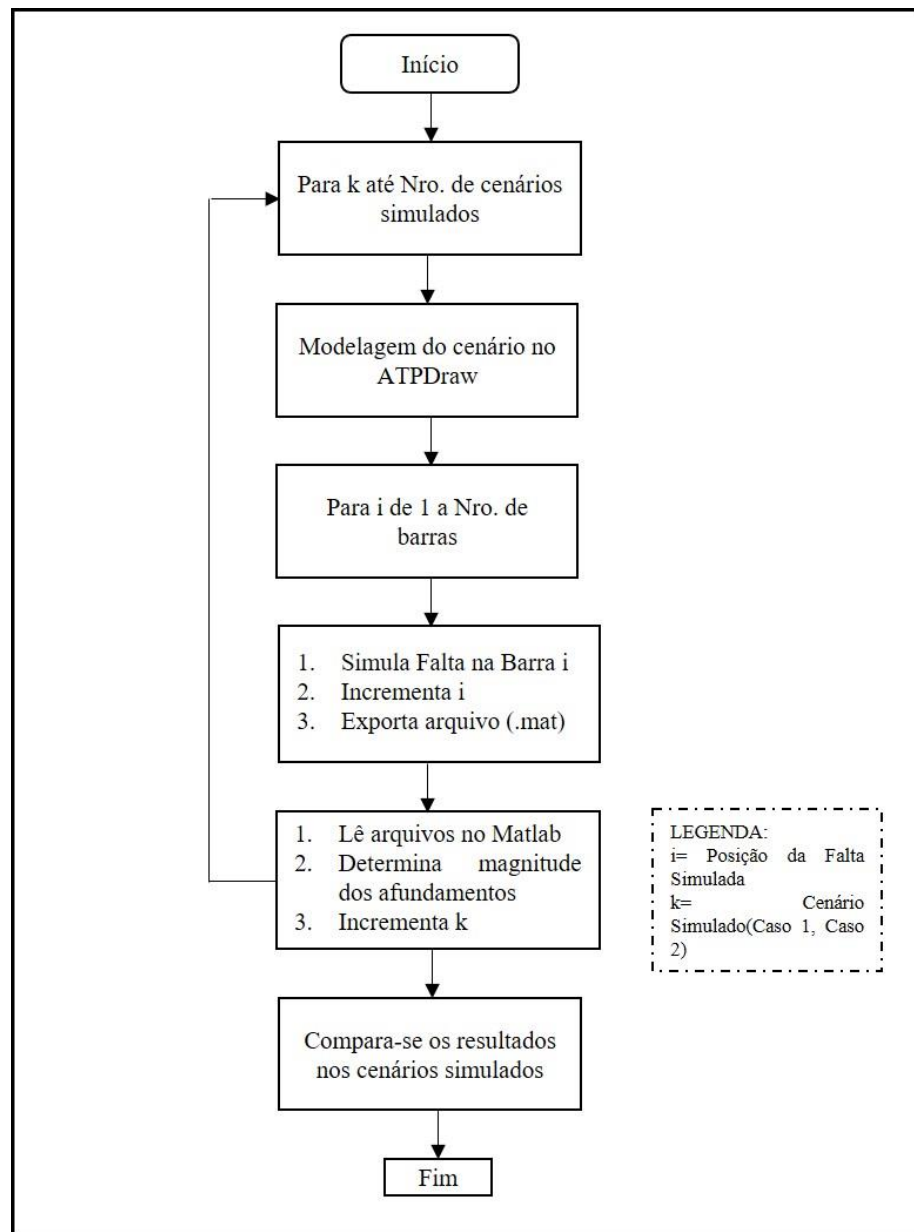 Início
Para k até Nro. de cenários
simulados
Modelagem do cenário no
ATPDraw
Para i de 1 a Nro. de
barras
1. Simula Falta na Barra i
2. Incrementa i
3. Exporta arquivo (.mat)
1. Lê arquivos no Matlab
2. Determina magnitude
dos afundamentos
3. Incrementa k
LEGENDA:
i= Posição da Falta
Simulada
k= Cenário
Simulado(Caso 1, Caso
2)
Compara-se os resultados
nos cenários simulados
Fim